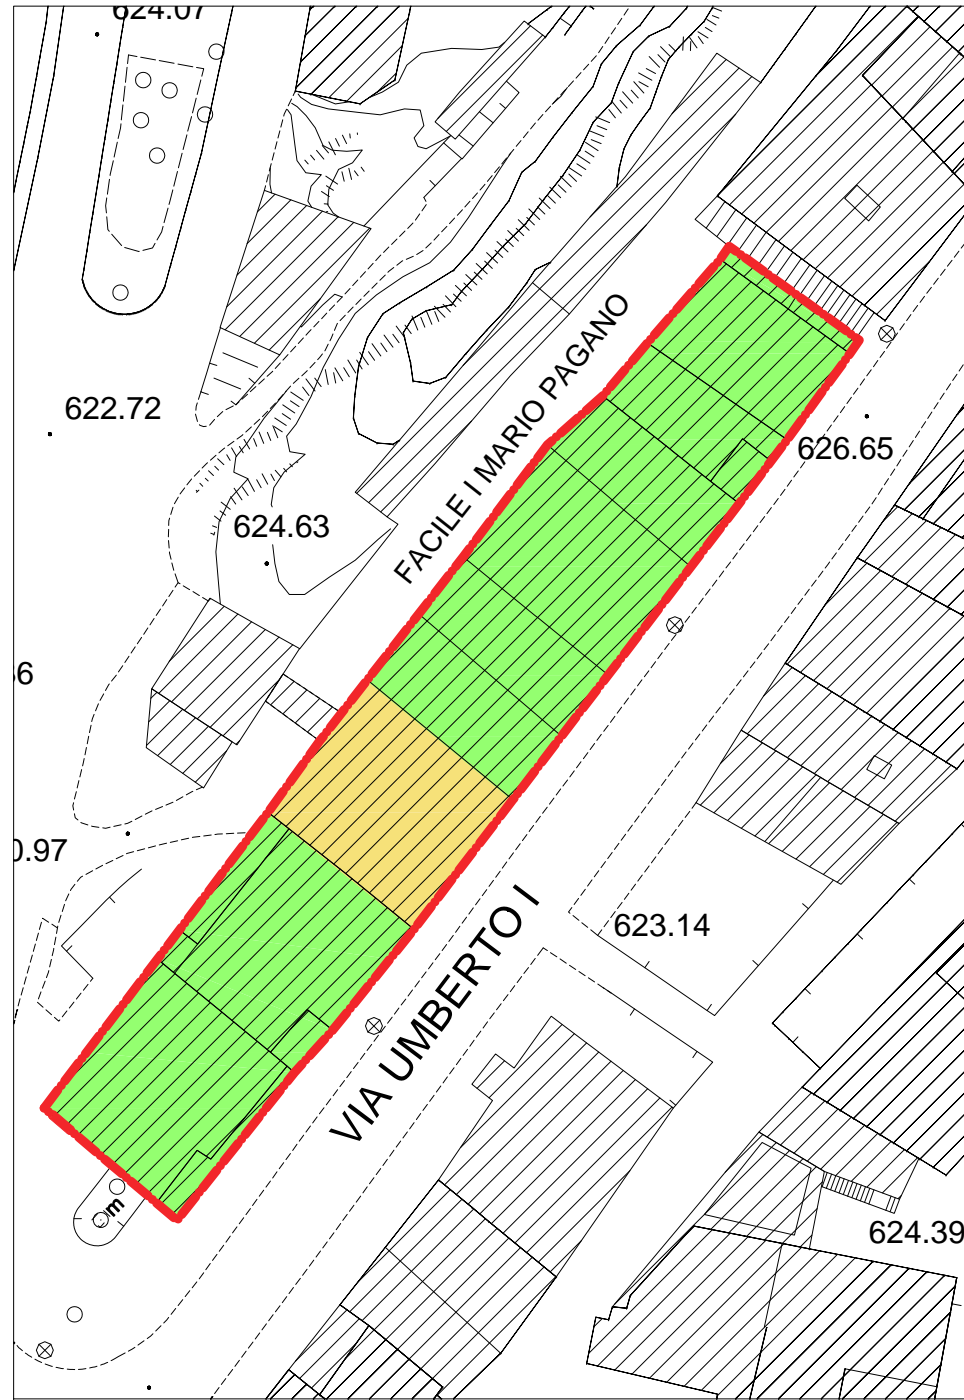 624.07
622.72
FACILE I MARIO PAGANO
626.65
624.63
0.97
623.14
VIA UMBERTO I
m
624.39